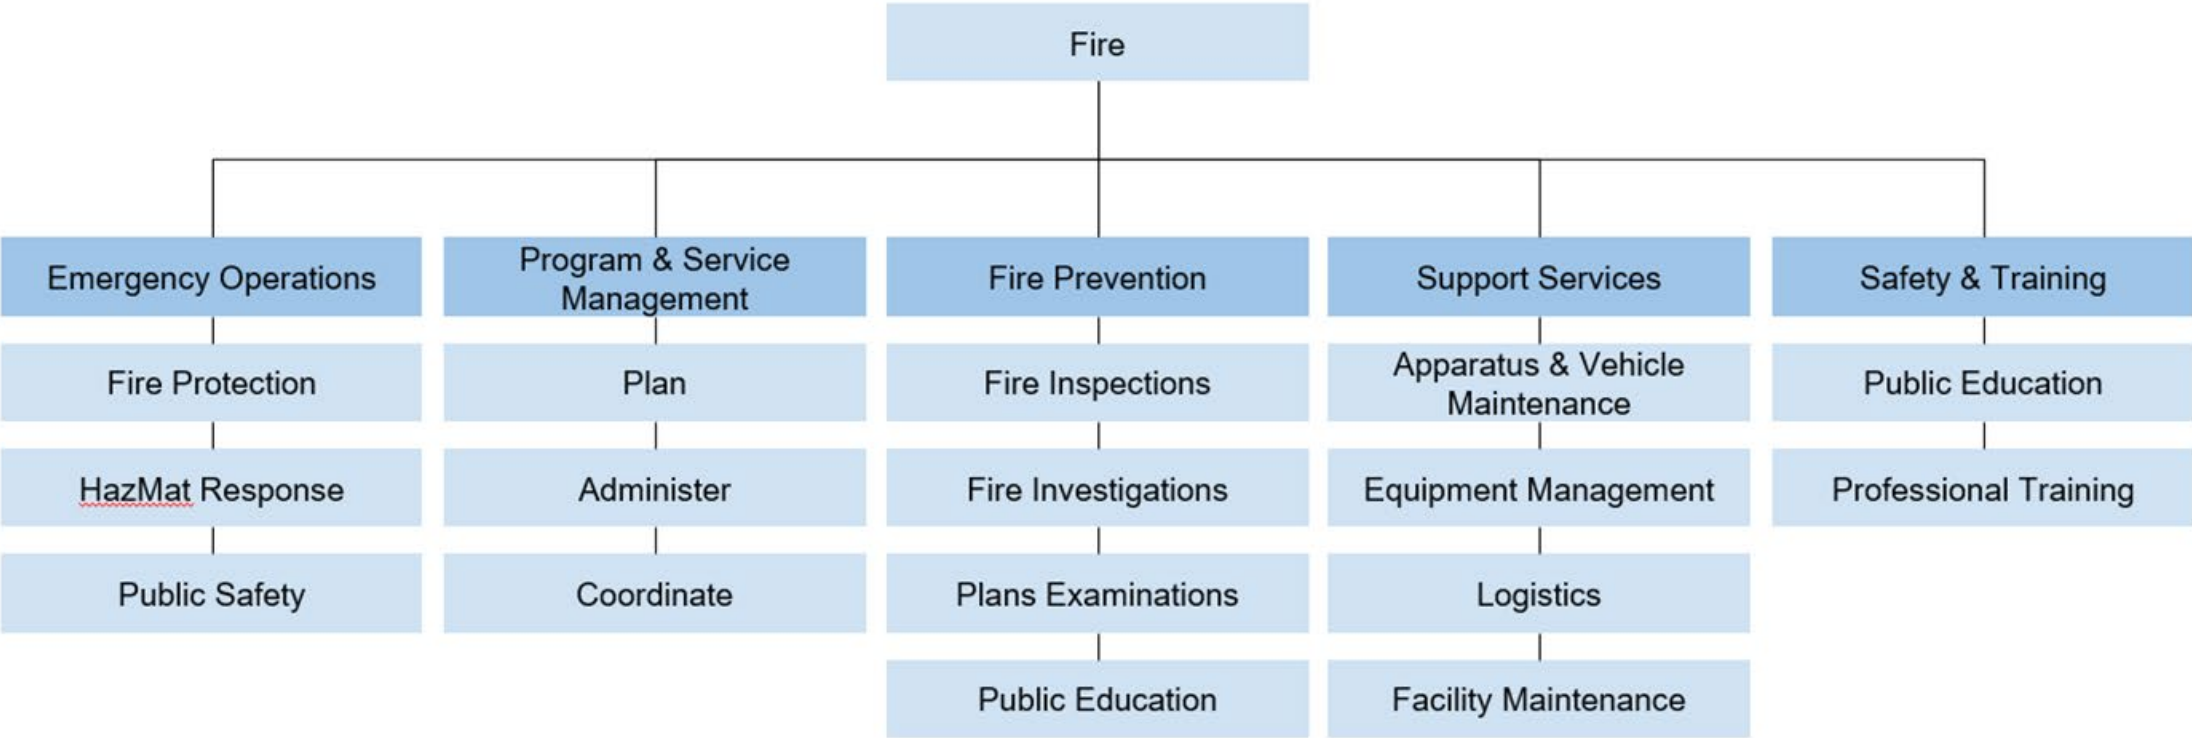 Fire
Emergency Operations
Program & Service
Management
Fire Prevention
Support Services
Safety & Training
Fire Protection
Plan
Fire Inspections
Apparatus & Vehicle
Maintenance
Public Education
HazMat Response
Administer
Fire Investigations
Equipment Management
Professional Training
Public Safety
Coordinate
Plans Examinations
Logistics
Public Education
Facility Maintenance